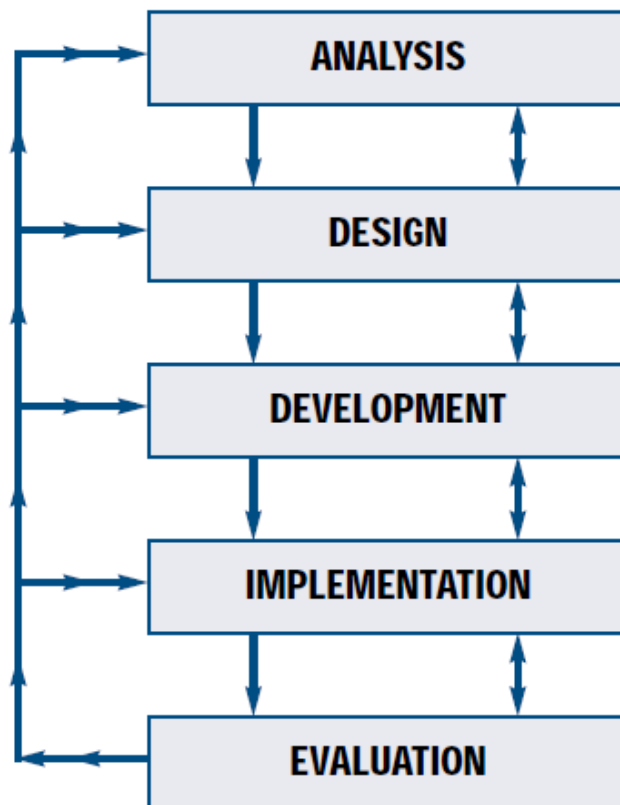 ANALYSIS
DESIGN
DEVELOPMENT
IMPLEMENTATION
EVALUATION